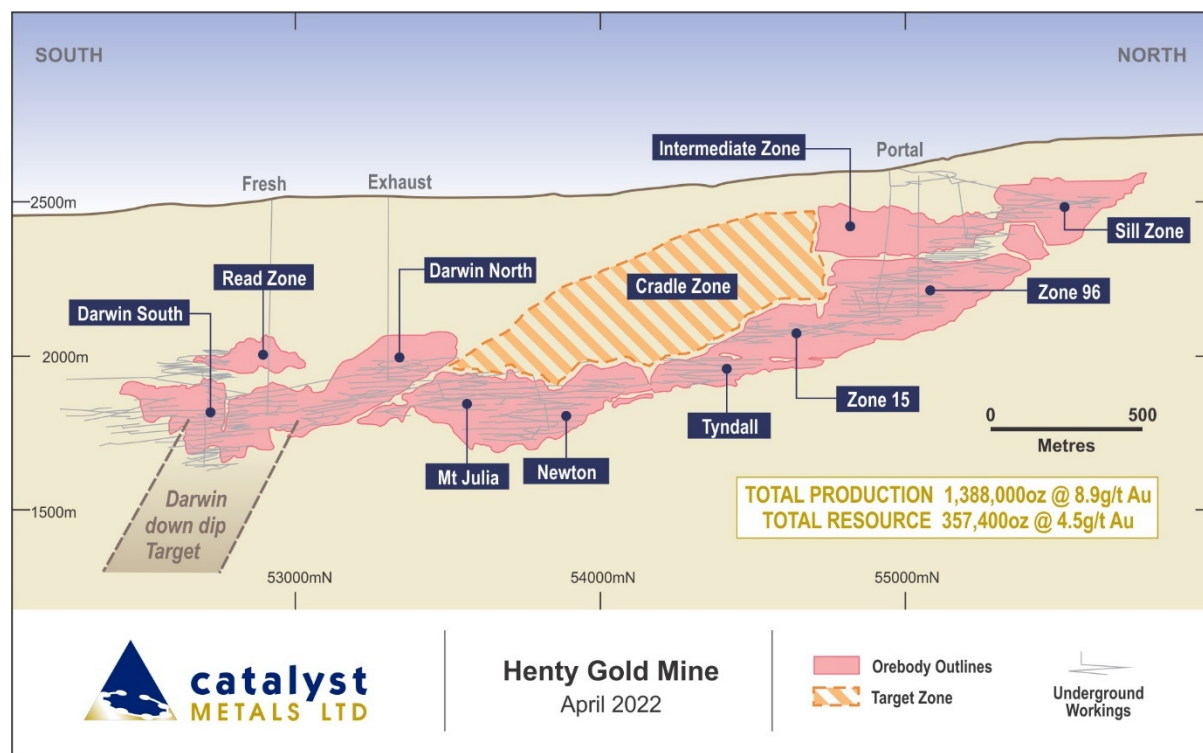 SOUTH
NORTH
Intermediate Zone
Portal
Fresh
Exhaust
2500m
Sill Zone
Read Zone
Darwin North
Cradle Zone
Zone 96
Darwin South
2000m
Zone 15
0
500
Metres
Tyndall
Mt Julia
Newton
Darwin
down dip
Target
TOTAL PRODUCTION 1,388,000oz @ 8.9g/t Au
TOTAL RESOURCE 357,400oz @ 4.5g/t Au
1500m
53000mN
54000mN
55000mN
catalyst
METALS LTD
Henty Gold Mine
April 2022
Orebody Outlines
Target Zone
Underground
Workings